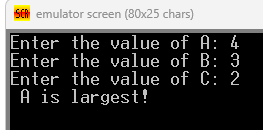 SCR emulator screen (80x25 chars)
Enter the value of A: 4
Enter the value of B: 3
Enter the value of C: 2
A is largest!